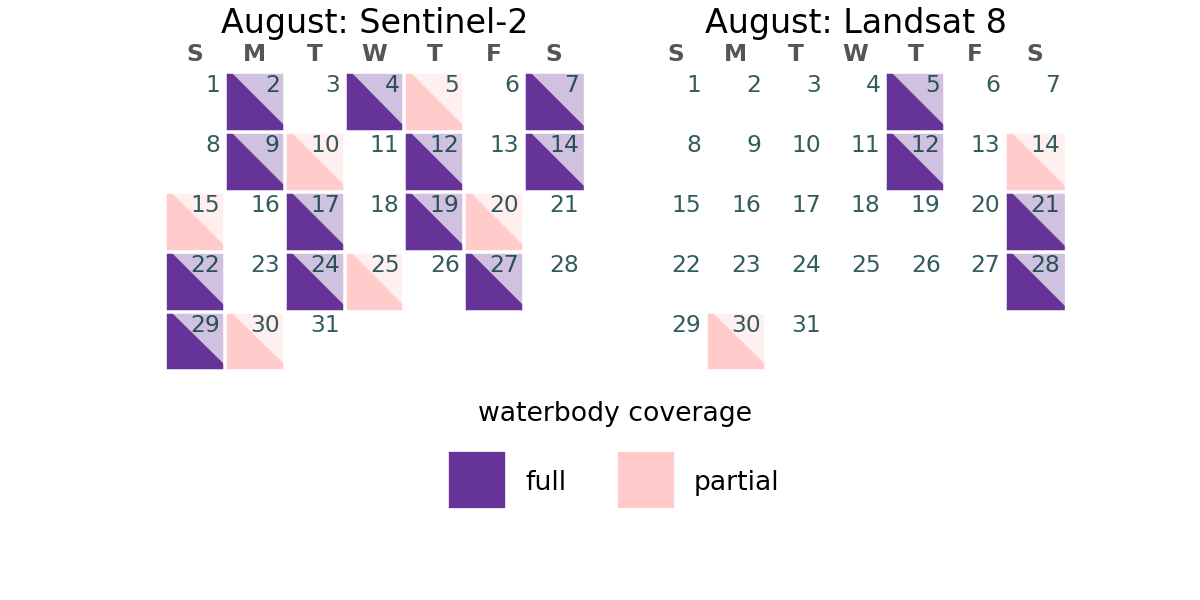 August: Sentinel-2
S M T W T F S
1 2 3 4 5 6 7
8 9 10 11 12 13 14
15 16 17 18 19 20 21
22 23 24 25 26 27 28
29 30 31
August: Landsat 8
S M T W T F S
1 2 3 4 5 6 7
8 9 10 11 12 13 14
15 16 17 18 19 20 21
22 23 24 25 26 27 28
29 30 31
waterbody coverage
full
partial